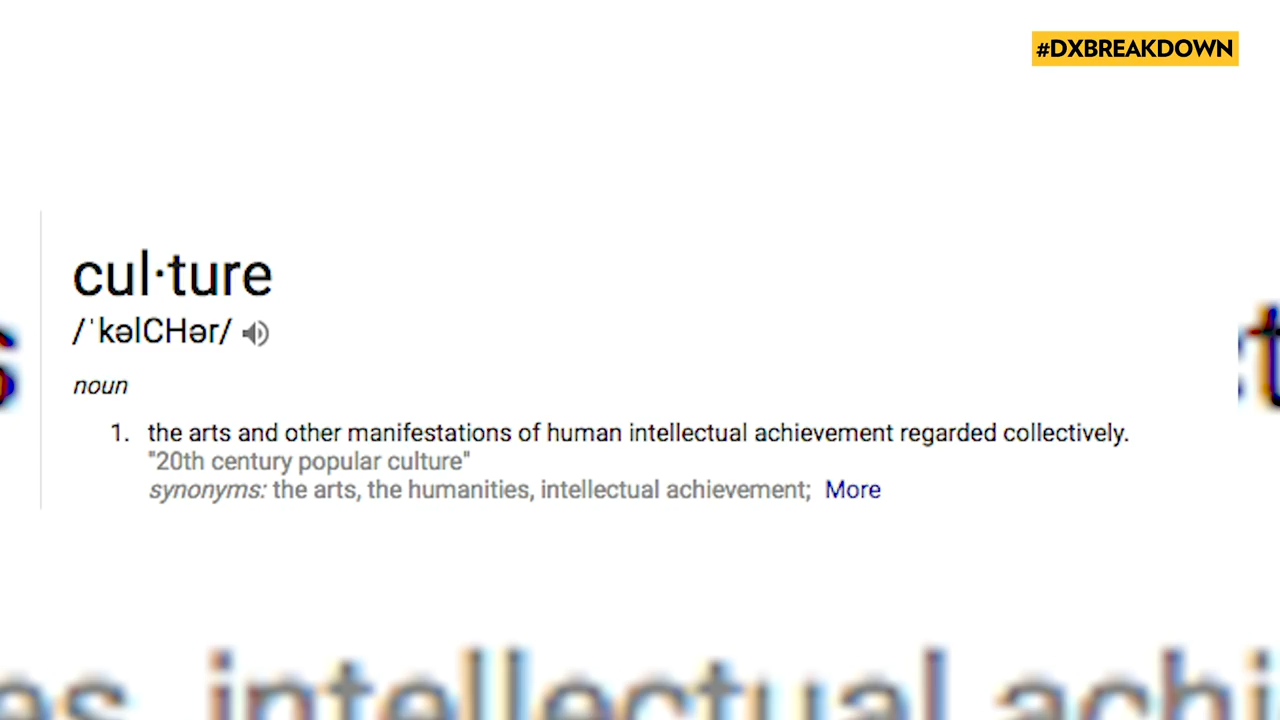 #DXBREAKDOWN
cul·ture
/ˈkəlCHər/
noun
1. the arts and other manifestations of human intellectual achievement regarded collectively.
"20th century popular culture"
synonyms: the arts, the humanities, intellectual achievement; More
intellectual